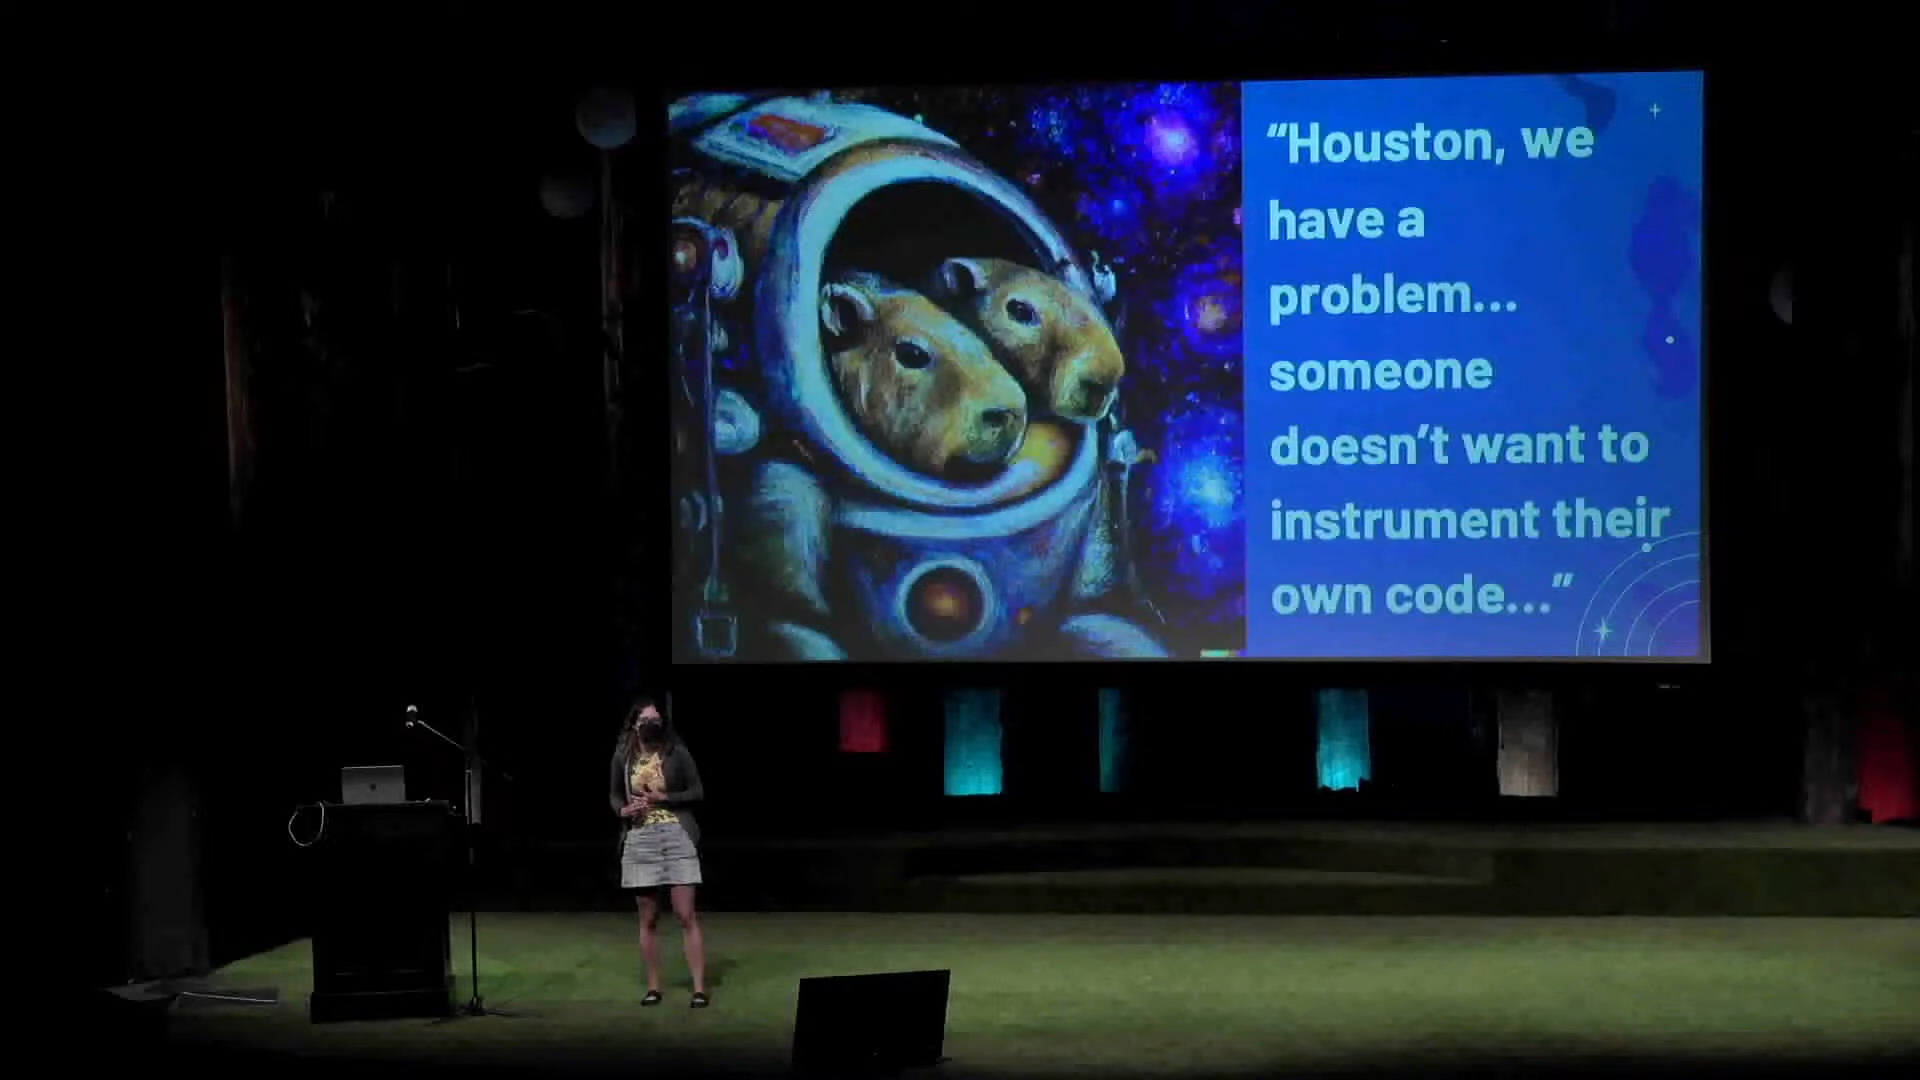 “Houston, we
have a
problem...
someone
doesn’t want to
instrument their
own code...”